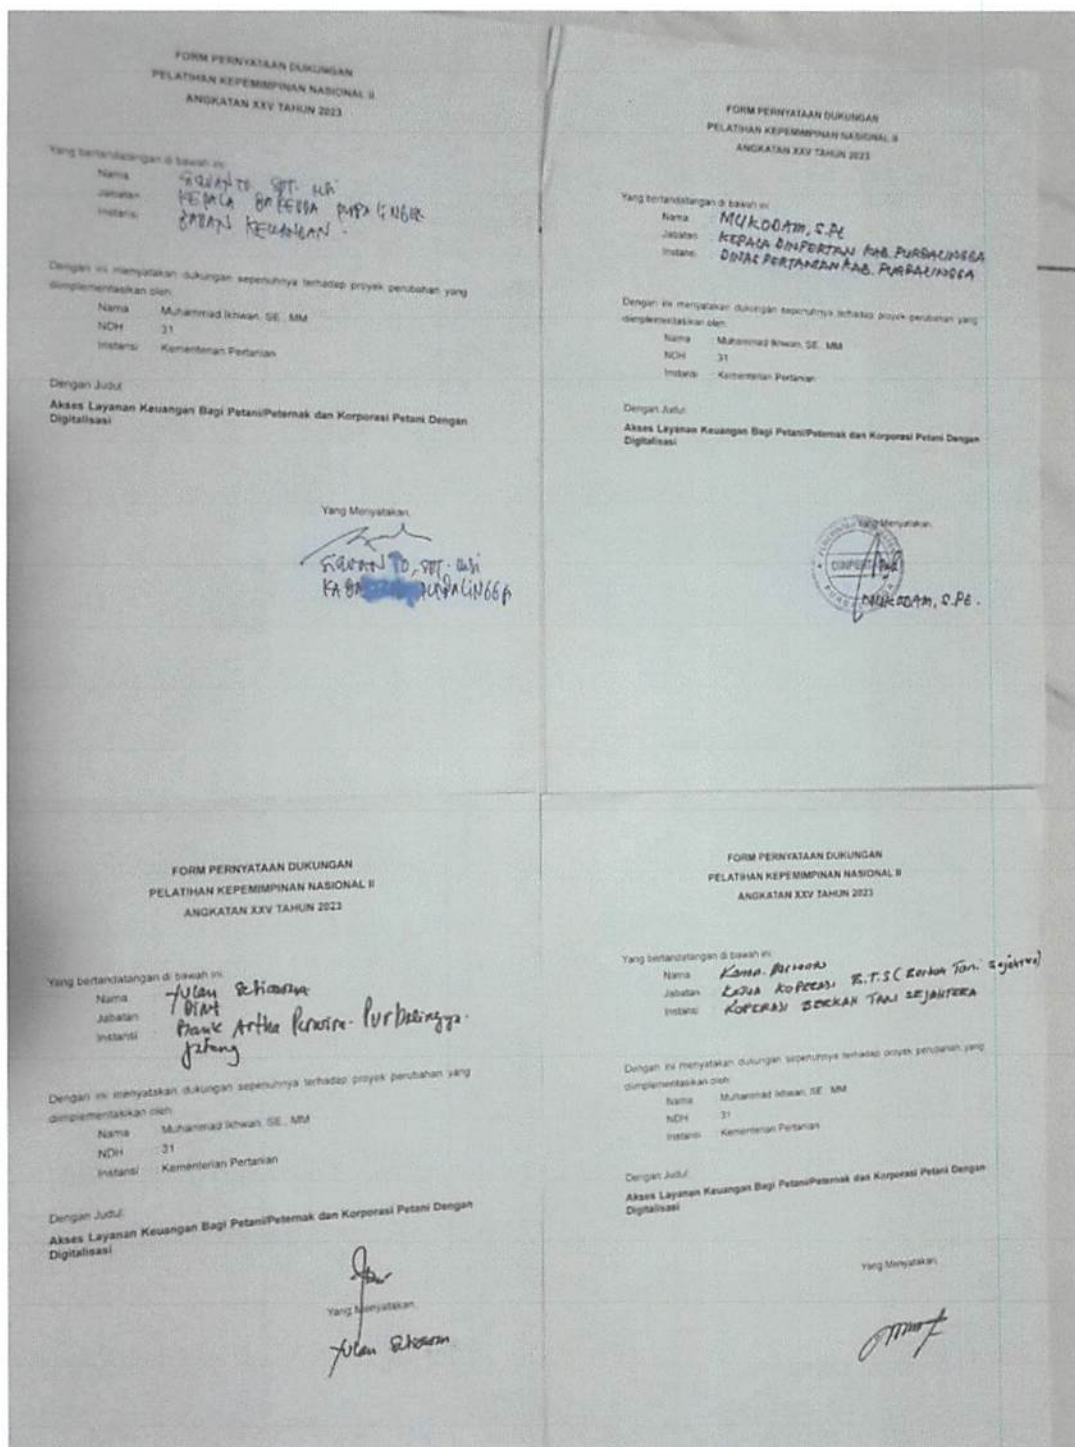 FORM PERNYATAAN DUKUNGAN
PELATIHAN KEPEMIMPINAN NASIONAL II
ANGKATAN XXV TAHUN 2023
Yang bertandatangan di bawah ini:
Nama
Jabatan : KEPALA
Instansi : BADAN KEUANGAN.
Dengan ini menyatakan dukungan sepenuhnya terhadap proyek perubahan yang
diimplementasikan oleh:
Nama : Muhammad Ikhwan, SE., MM
NDH : 31
Instansi : Kementerian Pertanian
Dengan Judul:
Akses Layanan Keuangan Bagi Petani/Peternak dan Korporasi Petani Dengan
Digitalisasi
Yang Menyatakan,
FORM PERNYATAAN DUKUNGAN
PELATIHAN KEPEMIMPINAN NASIONAL II
ANGKATAN XXV TAHUN 2023
Yang bertandatangan di bawah ini:
Nama : MUKODAM, S.Pt
Jabatan : KEPALA DINPERTAN KAB. PURBALINGGA
Instansi : DINAS PERTANIAN KAB. PURBALINGGA
Dengan ini menyatakan dukungan sepenuhnya terhadap proyek perubahan yang
diimplementasikan oleh:
Nama : Muhammad Ikhwan, SE., MM
NDH : 31
Instansi : Kementerian Pertanian
Dengan Judul:
Akses Layanan Keuangan Bagi Petani/Peternak dan Korporasi Petani Dengan
Digitalisasi
Yang Menyatakan,
MUKODAM, S.Pt.
FORM PERNYATAAN DUKUNGAN
PELATIHAN KEPEMIMPINAN NASIONAL II
ANGKATAN XXV TAHUN 2023
Yang bertandatangan di bawah ini:
Nama : Yulan
Jabatan
Instansi : Bank Artha Perwira. Purbalingga.
Jateng
Dengan ini menyatakan dukungan sepenuhnya terhadap proyek perubahan yang
diimplementasikan oleh:
Nama : Muhammad Ikhwan, SE., MM
NDH : 31
Instansi : Kementerian Pertanian
Dengan Judul:
Akses Layanan Keuangan Bagi Petani/Peternak dan Korporasi Petani Dengan
Digitalisasi
Yang Menyatakan,
Yulan
FORM PERNYATAAN DUKUNGAN
PELATIHAN KEPEMIMPINAN NASIONAL II
ANGKATAN XXV TAHUN 2023
Yang bertandatangan di bawah ini:
Nama
Jabatan : KETUA KOPERASI B.T.S (Berkah Tani Sejahtera)
Instansi : KOPERASI BERKAH TANI SEJAHTERA
Dengan ini menyatakan dukungan sepenuhnya terhadap proyek perubahan yang
diimplementasikan oleh:
Nama : Muhammad Ikhwan, SE., MM
NDH : 31
Instansi : Kementerian Pertanian
Dengan Judul:
Akses Layanan Keuangan Bagi Petani/Peternak dan Korporasi Petani Dengan
Digitalisasi
Yang Menyatakan,